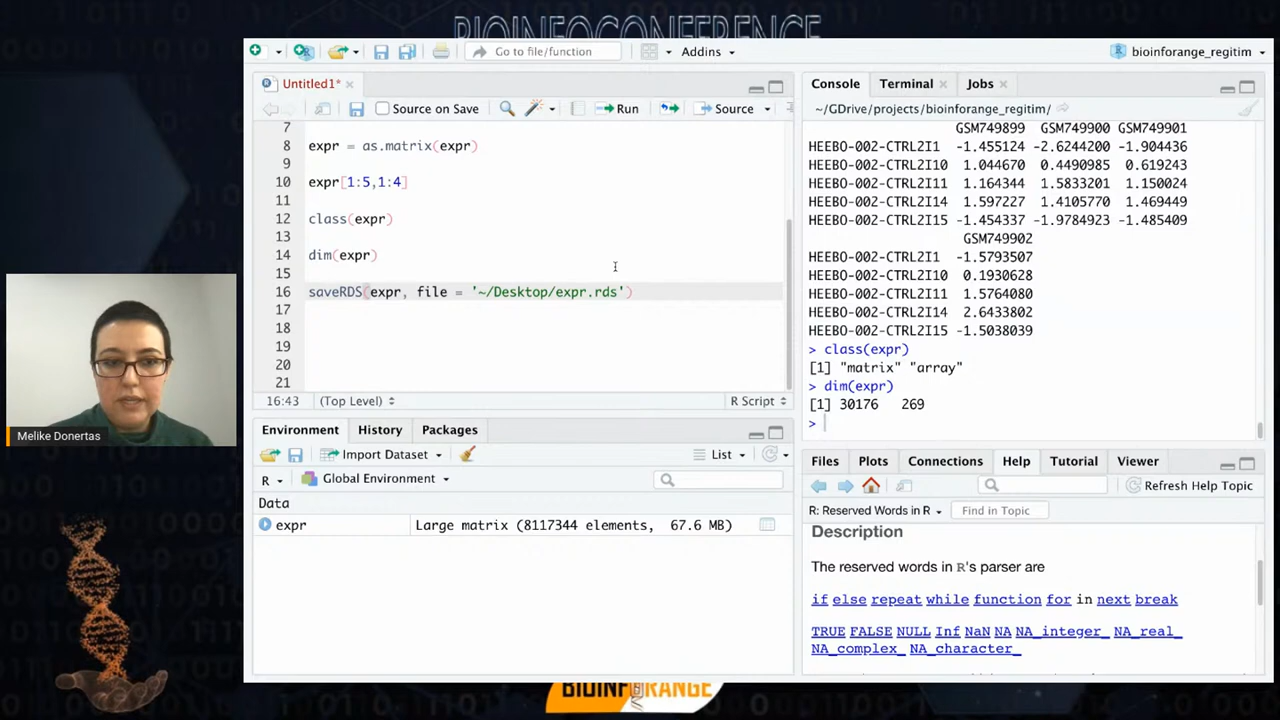 BIOINFOCONFERENCE
Go to file/function
Addins
bioinforange_regitim
Untitled1*
Source on Save
Run
Source
7
8 expr = as.matrix(expr)
9
10 expr[1:5,1:4]
11
12 class(expr)
13
14 dim(expr)
15
16 saveRDS(expr, file = '~/Desktop/expr.rds')
17
18
19
20
21
16:43 (Top Level) R Script
Console Terminal Jobs
~/GDrive/projects/bioinforange_regitim/
GSM749899 GSM749900 GSM749901
HEEBO-002-CTRL2I1 -1.455124 -2.6244200 -1.904436
HEEBO-002-CTRL2I10 1.044670 0.4490985 0.619243
HEEBO-002-CTRL2I11 1.164344 1.5833201 1.150024
HEEBO-002-CTRL2I14 1.597227 1.4105770 1.469449
HEEBO-002-CTRL2I15 -1.454337 -1.9784923 -1.485409
GSM749902
HEEBO-002-CTRL2I1 -1.5793507
HEEBO-002-CTRL2I10 0.1930628
HEEBO-002-CTRL2I11 1.5764080
HEEBO-002-CTRL2I14 2.6433802
HEEBO-002-CTRL2I15 -1.5038039
> class(expr)
[1] "matrix" "array"
> dim(expr)
[1] 30176 269
>
Melike Donertas
Environment History Packages
Import Dataset
List
R
Global Environment
Data
expr Large matrix (8117344 elements, 67.6 MB)
Files Plots Connections Help Tutorial Viewer
Refresh Help Topic
R: Reserved Words in R
Find in Topic
Description
The reserved words in R's parser are
if else repeat while function for in next break
TRUE FALSE NULL Inf NaN NA NA_integer_ NA_real_
NA_complex_ NA_character_
BIOINFORANGE